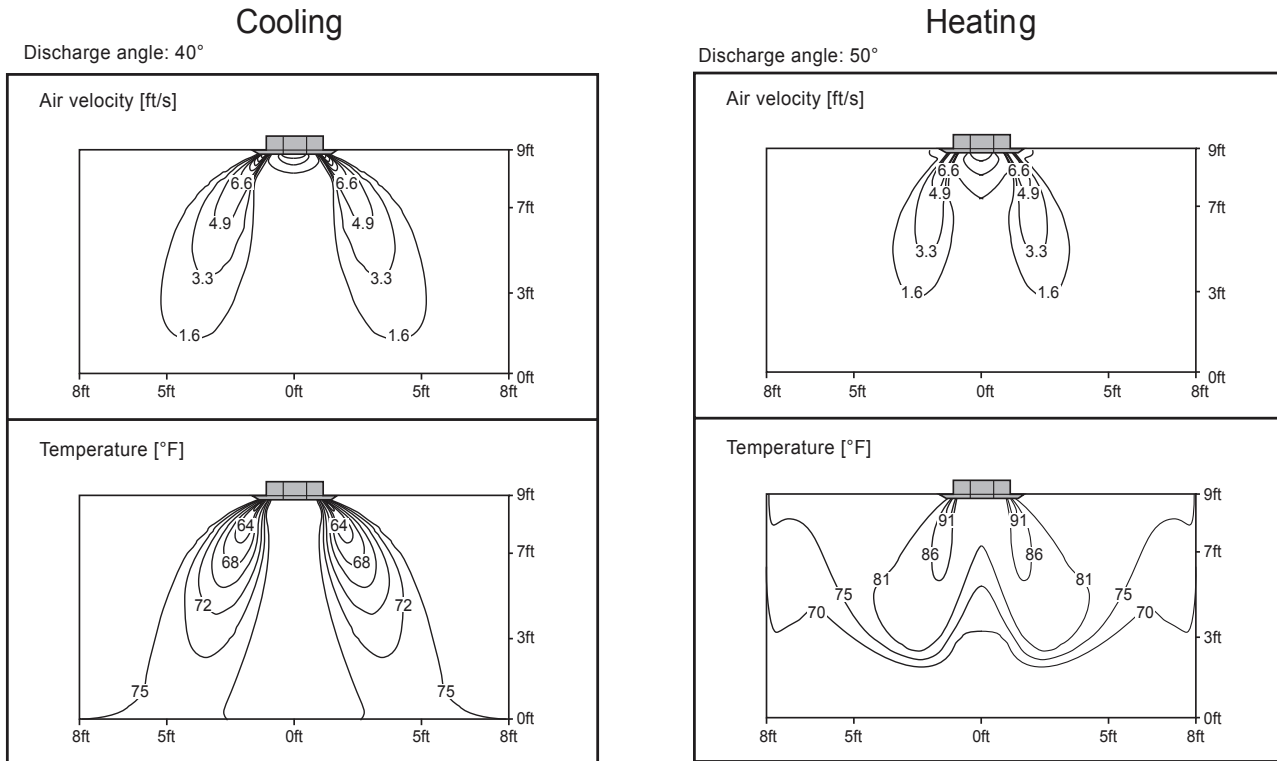 Cooling
Discharge angle: 40°
Air velocity [ft/s]
9ft
6.6 6.6
7ft
4.9 4.9
3.3 3.3
3ft
1.6 1.6
0ft
8ft 5ft 0ft 5ft 8ft
Temperature [°F]
9ft
64 64
7ft
68 68
72 72
3ft
75 75
0ft
8ft 5ft 0ft 5ft 8ft
Heating
Discharge angle: 50°
Air velocity [ft/s]
9ft
6.6 6.6
4.9 4.9
7ft
3.3 3.3
1.6 1.6
3ft
0ft
8ft 5ft 0ft 5ft 8ft
Temperature [°F]
9ft
91 91
86 86
7ft
81 81
75 75
70 70
3ft
0ft
8ft 5ft 0ft 5ft 8ft